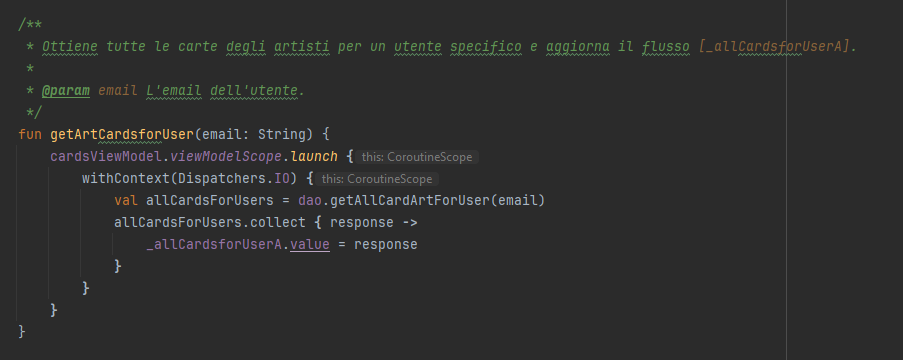 /**
 * Ottiene tutte le carte degli artisti per un utente specifico e aggiorna il flusso [_allCardsforUserA].
 *
 * @param email L'email dell'utente.
 */
fun getArtCardsforUser(email: String) {
    cardsViewModel.viewModelScope.launch { this: CoroutineScope
        withContext(Dispatchers.IO) { this: CoroutineScope
            val allCardsForUsers = dao.getAllCardArtForUser(email)
            allCardsForUsers.collect { response ->
                _allCardsforUserA.value = response
            }
        }
    }
}